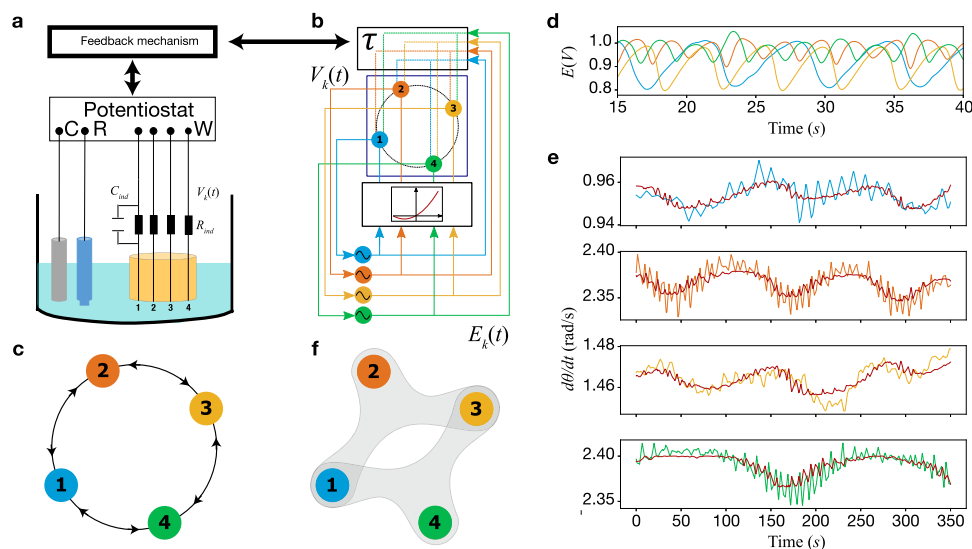 a
Feedback mechanism
Potentiostat
C R W
C_ind
V_k(t)
R_ind
1 2 3 4
b
τ
V_k(t)
2
3
1
4
E_k(t)
c
2
3
1
4
f
2
3
1
4
d
E(V)
1.0
0.9
0.8
15 20 25 30 35 40
Time (s)
e
0.96
0.94
2.40
2.35
dθ/dt (rad/s)
1.48
1.46
2.40
2.35
0 50 100 150 200 250 300 350
Time (s)